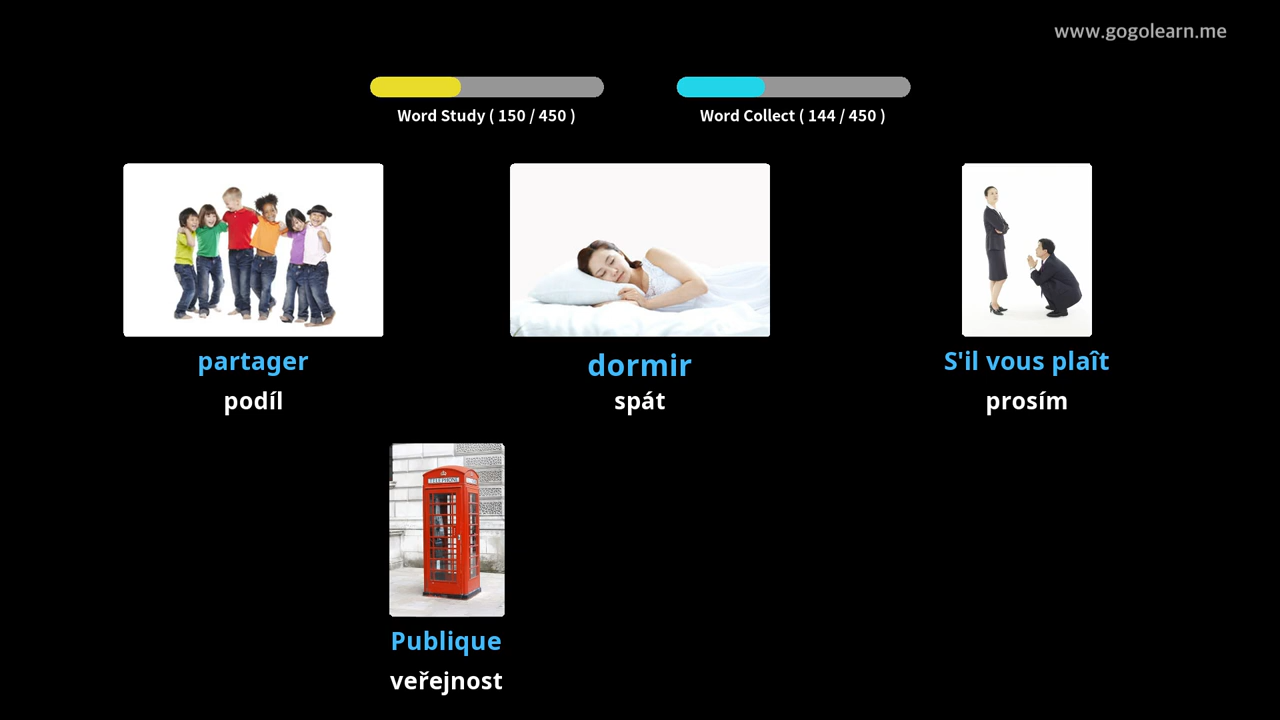 www.gogolearn.me
Word Study ( 150 / 450 )
Word Collect ( 144 / 450 )
partager
podíl
dormir
spát
S'il vous plaît
prosím
TELEPHONE
Publique
veřejnost